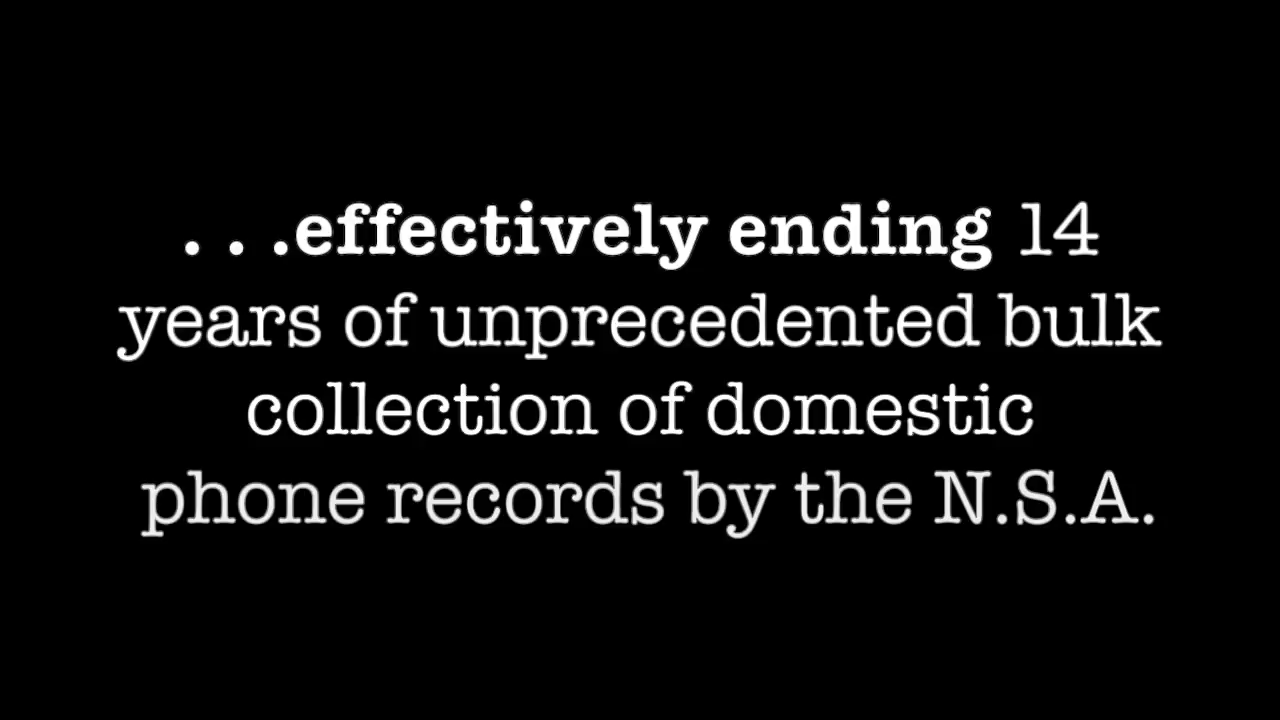 . . .effectively ending 14
years of unprecedented bulk
collection of domestic
phone records by the N.S.A.